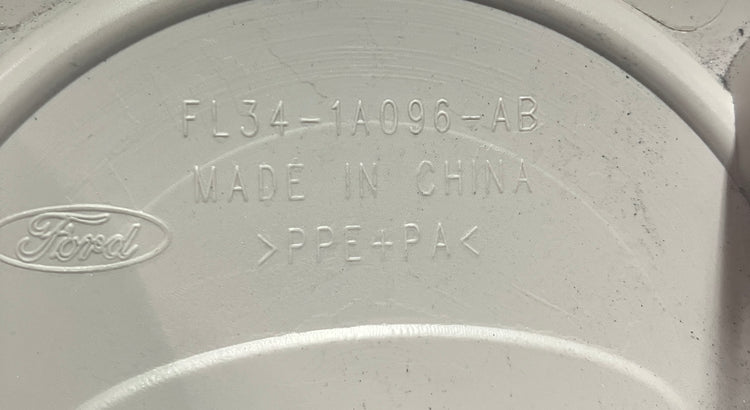 FL34-1A096-AB
MADE IN CHINA
Ford
>PPE+PA<